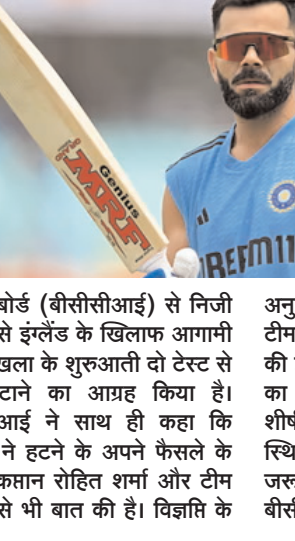 Genius
MRF
बोर्ड (बीसीसीआई) से निजी
से इंग्लैंड के खिलाफ आगामी
खला के शुरुआती दो टेस्ट से
टाने का आग्रह किया है।
आई ने साथ ही कहा कि
ने हटने के अपने फैसले के
कप्तान रोहित शर्मा और टीम
से भी बात की है। विज्ञप्ति के
अनु
टीम
की
का
शीर्ष
स्थि
जरू
बीसी